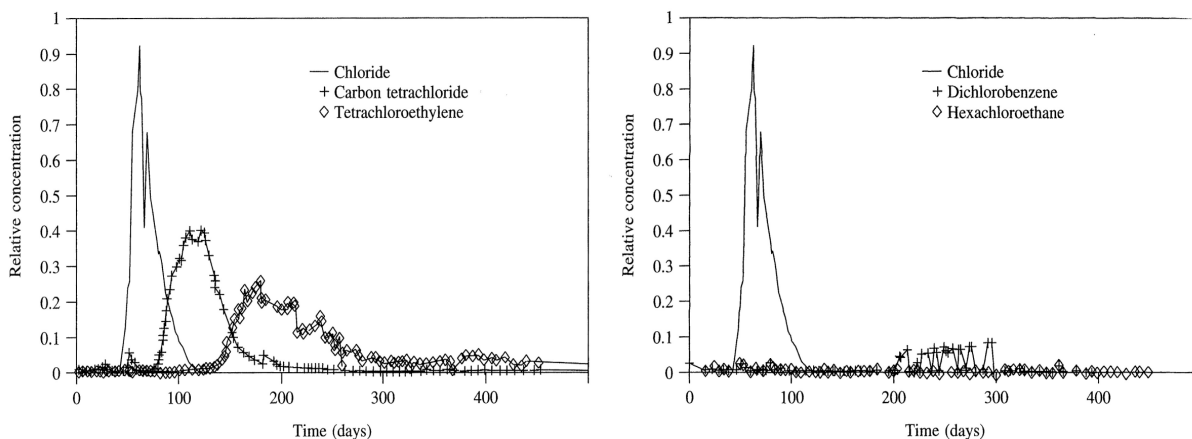 1
0.9
0.8
0.7
0.6
0.5
0.4
0.3
0.2
0.1
0
Relative concentration
Chloride
Carbon tetrachloride
Tetrachloroethylene
0 100 200 300 400
Time (days)
1
0.9
0.8
0.7
0.6
0.5
0.4
0.3
0.2
0.1
0
Relative concentration
Chloride
Dichlorobenzene
Hexachloroethane
0 100 200 300 400
Time (days)